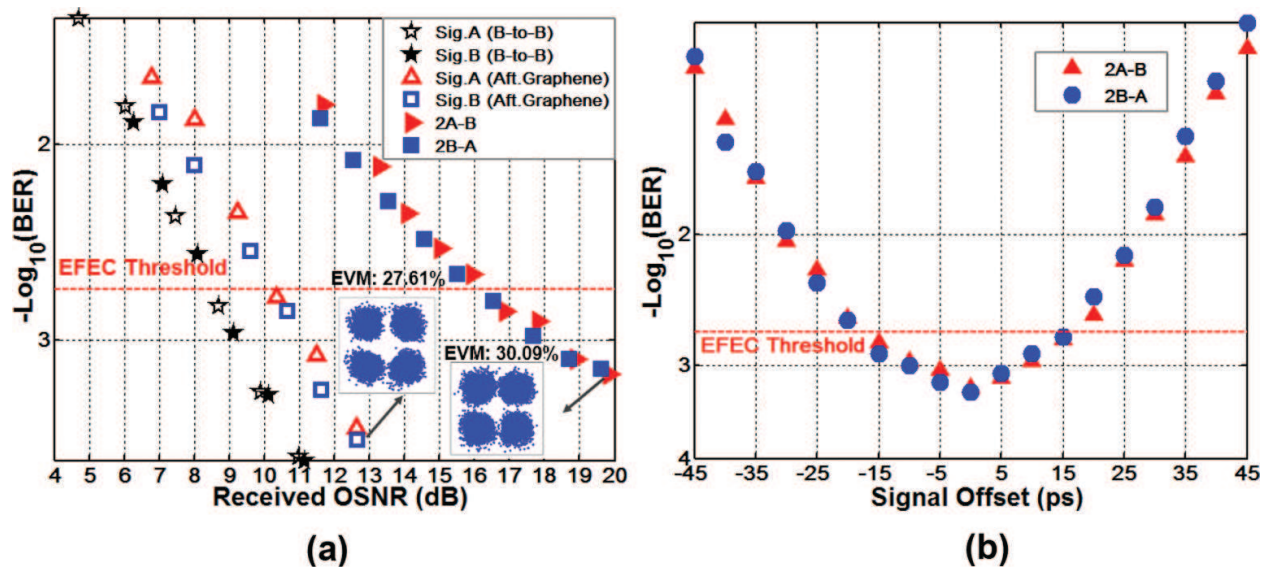 Sig.A (B-to-B)
Sig.B (B-to-B)
Sig.A (Aft.Graphene)
Sig.B (Aft.Graphene)
2A-B
2B-A
2
3
-Log10(BER)
EFEC Threshold
EVM: 27.61%
EVM: 30.09%
4 5 6 7 8 9 10 11 12 13 14 15 16 17 18 19 20
Received OSNR (dB)
(a)
2A-B
2B-A
2
3
4
-Log10(BER)
EFEC Threshold
-45 -35 -25 -15 -5 5 15 25 35 45
Signal Offset (ps)
(b)